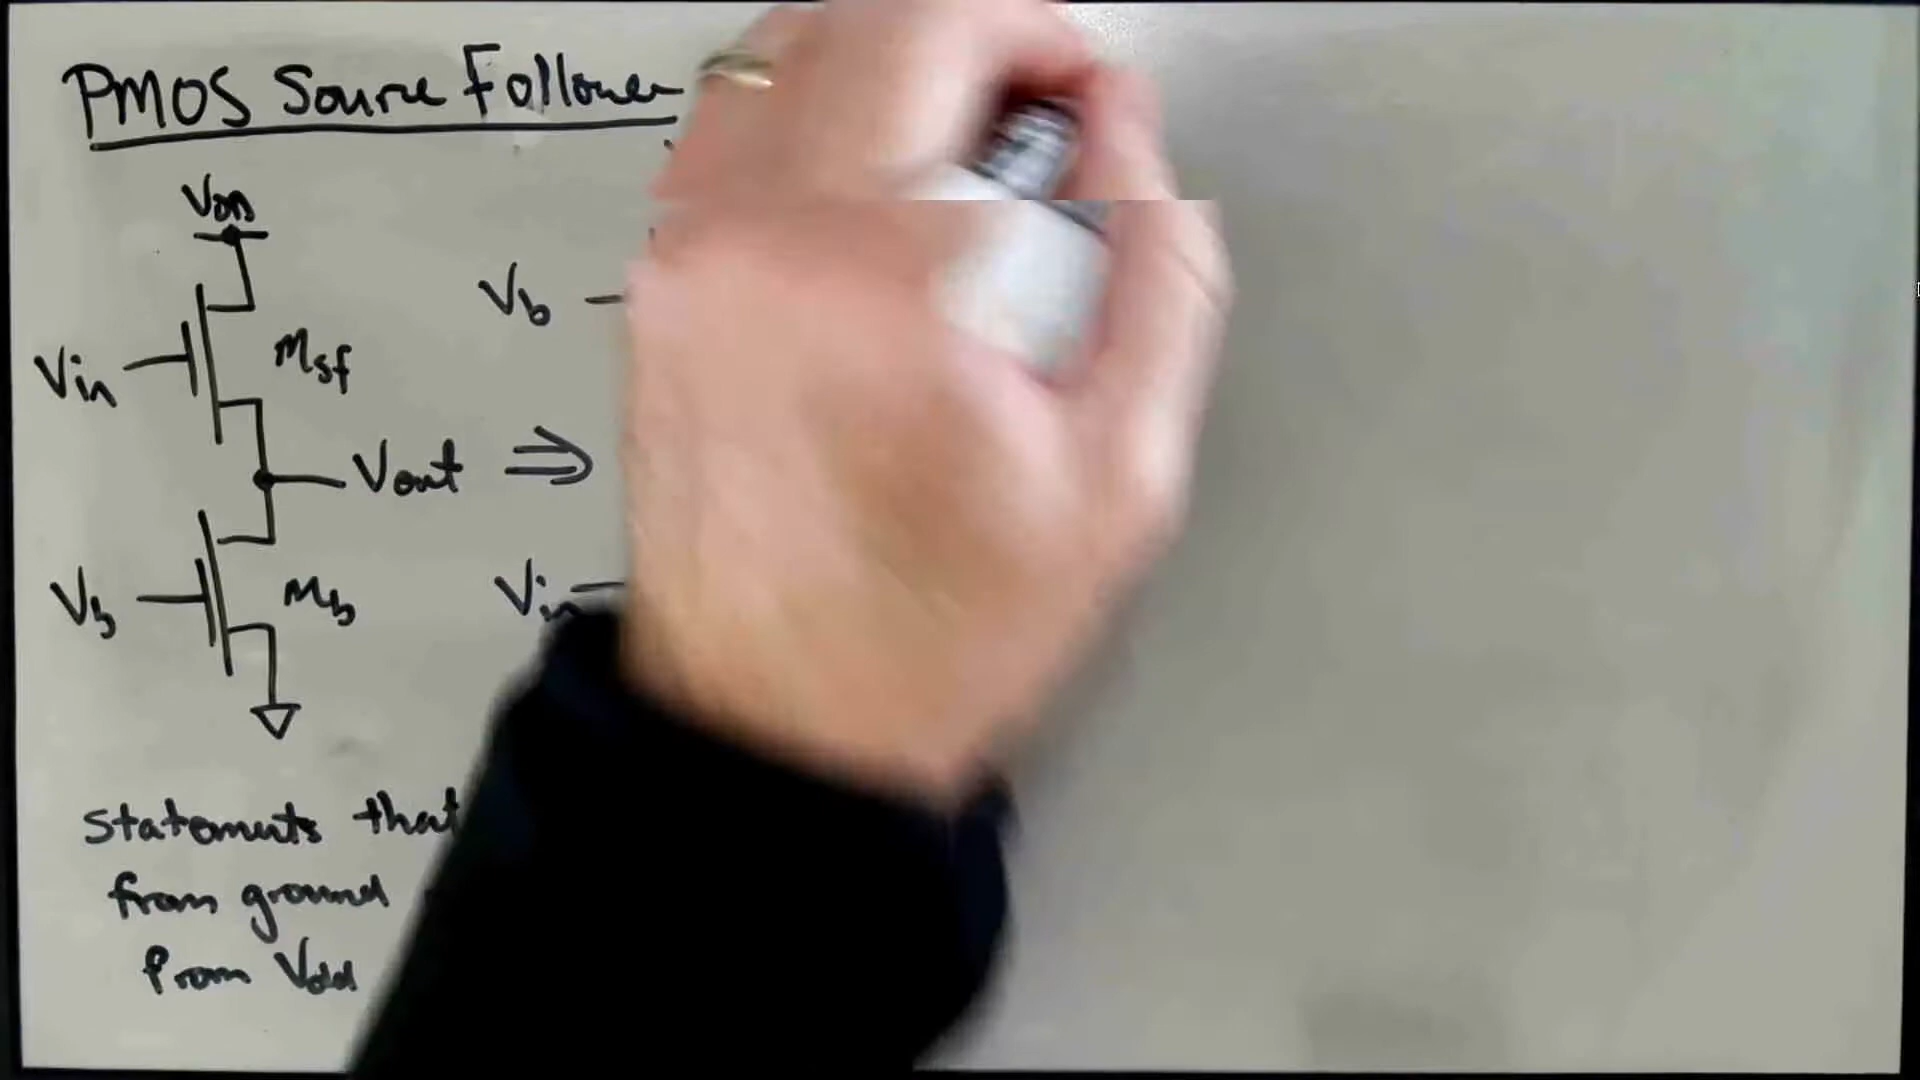 PMOS Source Follower
VDD
Vb
Vin
Msf
Vout ⇒
Vb
Mb
Vin
statements that
from ground
from Vdd